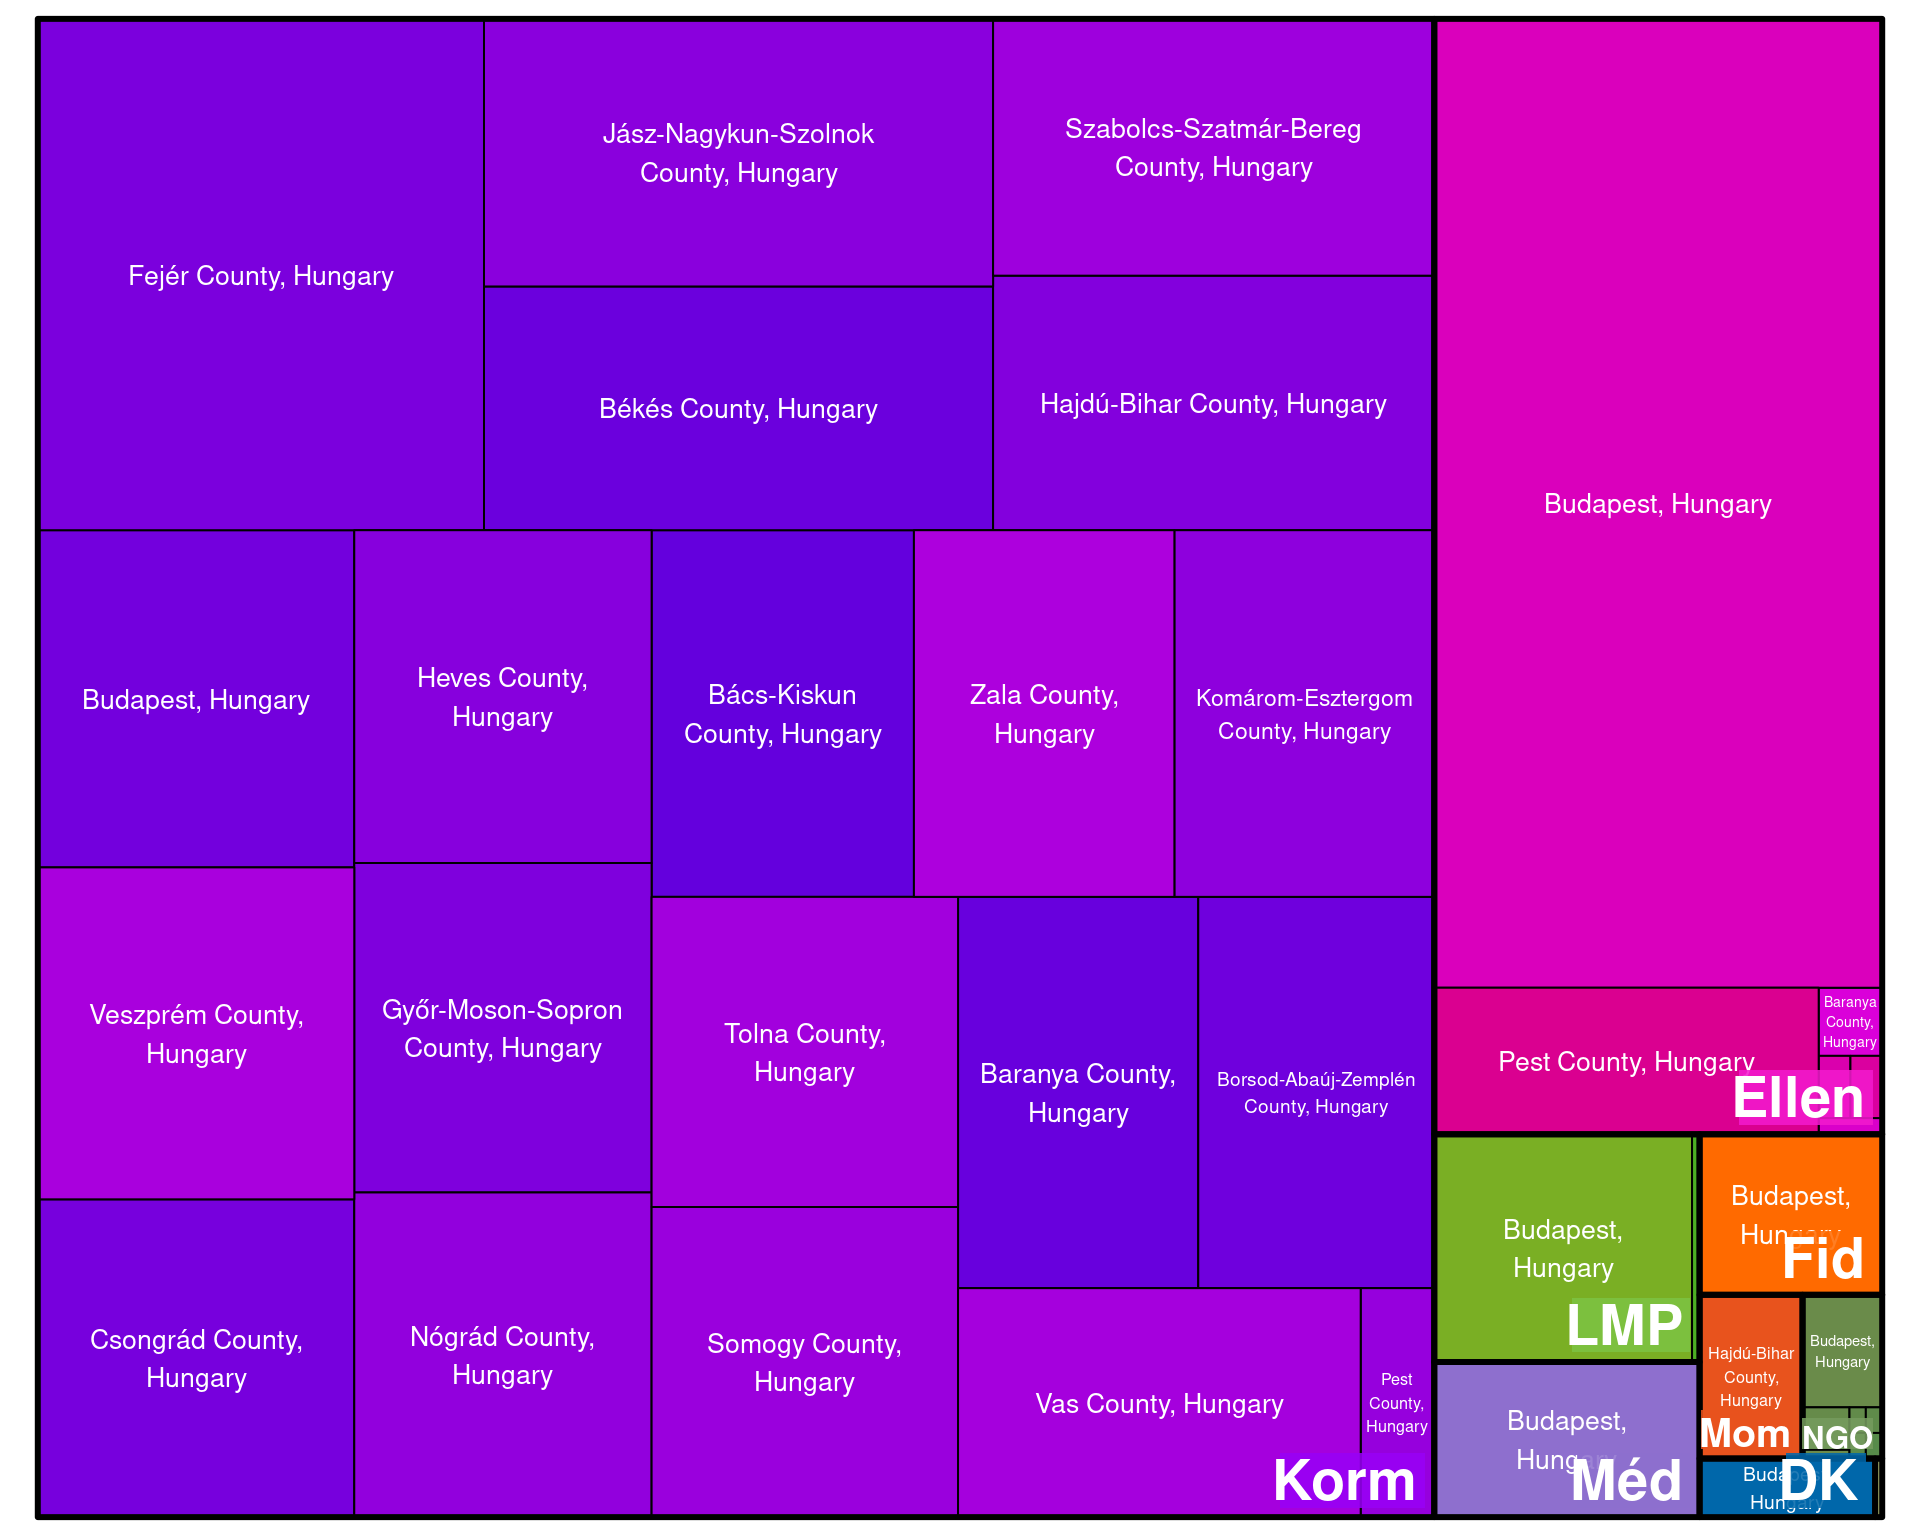 Fejér County, Hungary
Jász-Nagykun-Szolnok
County, Hungary
Békés County, Hungary
Szabolcs-Szatmár-Bereg
County, Hungary
Hajdú-Bihar County, Hungary
Budapest, Hungary
Heves County,
Hungary
Bács-Kiskun
County, Hungary
Zala County,
Hungary
Komárom-Esztergom
County, Hungary
Veszprém County,
Hungary
Győr-Moson-Sopron
County, Hungary
Tolna County,
Hungary
Baranya County,
Hungary
Borsod-Abaúj-Zemplén
County, Hungary
Csongrád County,
Hungary
Nógrád County,
Hungary
Somogy County,
Hungary
Vas County, Hungary
Pest
County,
Hungary
Korm
Budapest, Hungary
Pest County, Hungary
Baranya
County,
Hungary
Ellen
Budapest,
Hungary
LMP
Budapest,
Hungary
Fid
Budapest,
Hungary
Méd
Hajdú-Bihar
County,
Hungary
Mom
Budapest,
Hungary
NGO
Budapest,
Hungary
DK